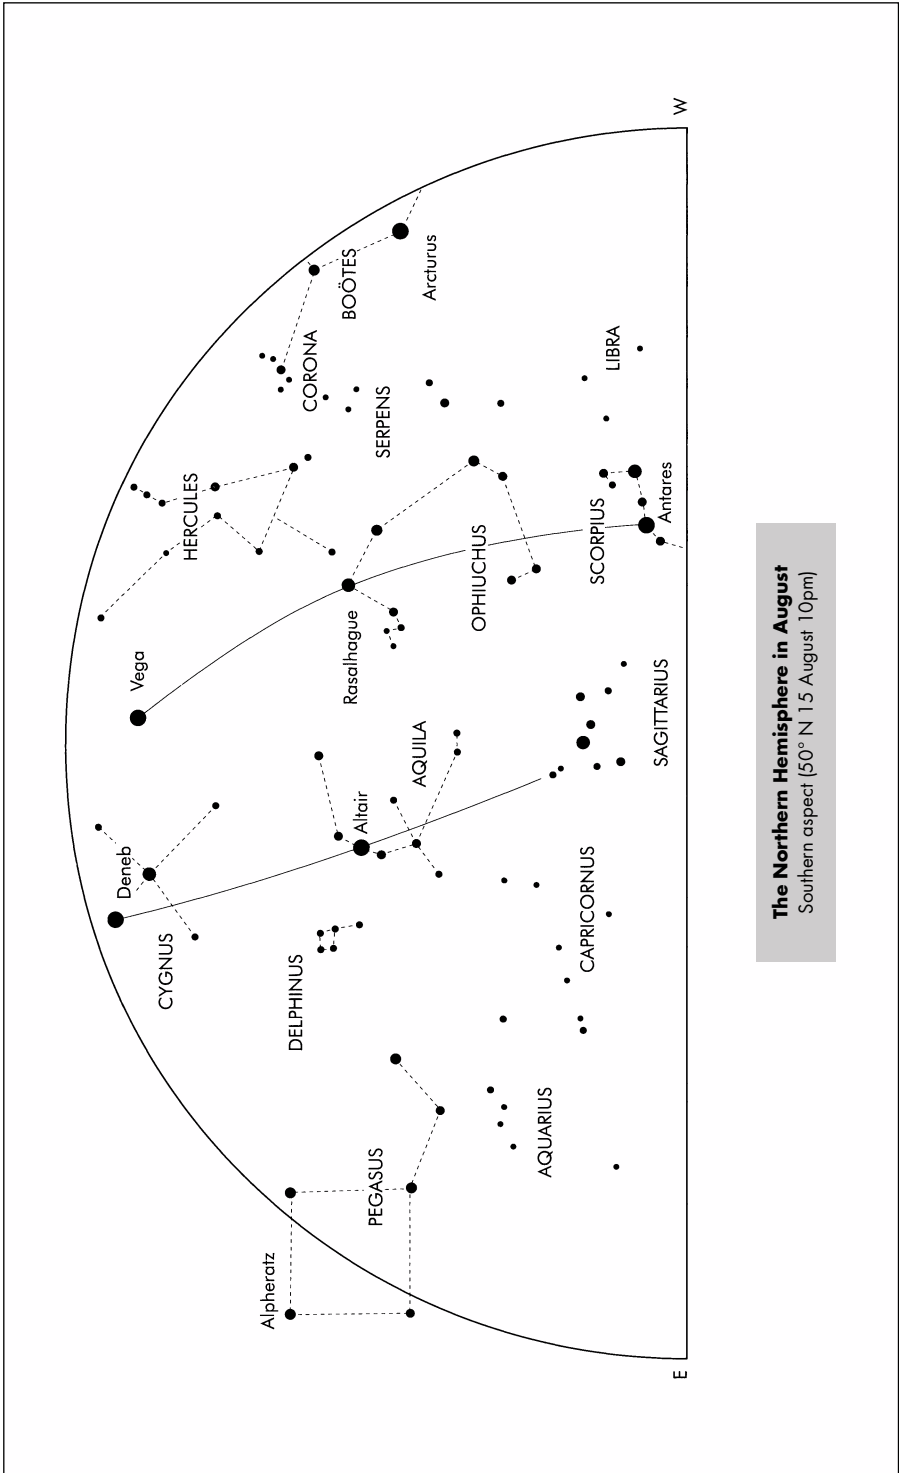 Vega
Deneb
CYGNUS
HERCULES
CORONA
BOÖTES
Arcturus
SERPENS
Rasalhague
OPHIUCHUS
Altair
AQUILA
DELPHINUS
Alpheratz
PEGASUS
AQUARIUS
CAPRICORNUS
SAGITTARIUS
SCORPIUS
Antares
LIBRA
E
W
The Northern Hemisphere in August
Southern aspect (50° N 15 August 10pm)